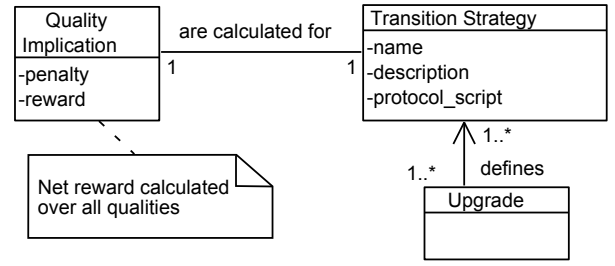 Quality
Implication
-penalty
-reward
are calculated for
1
1
Transition Strategy
-name
-description
-protocol_script
1..*
1..*
defines
Upgrade
Net reward calculated
over all qualities